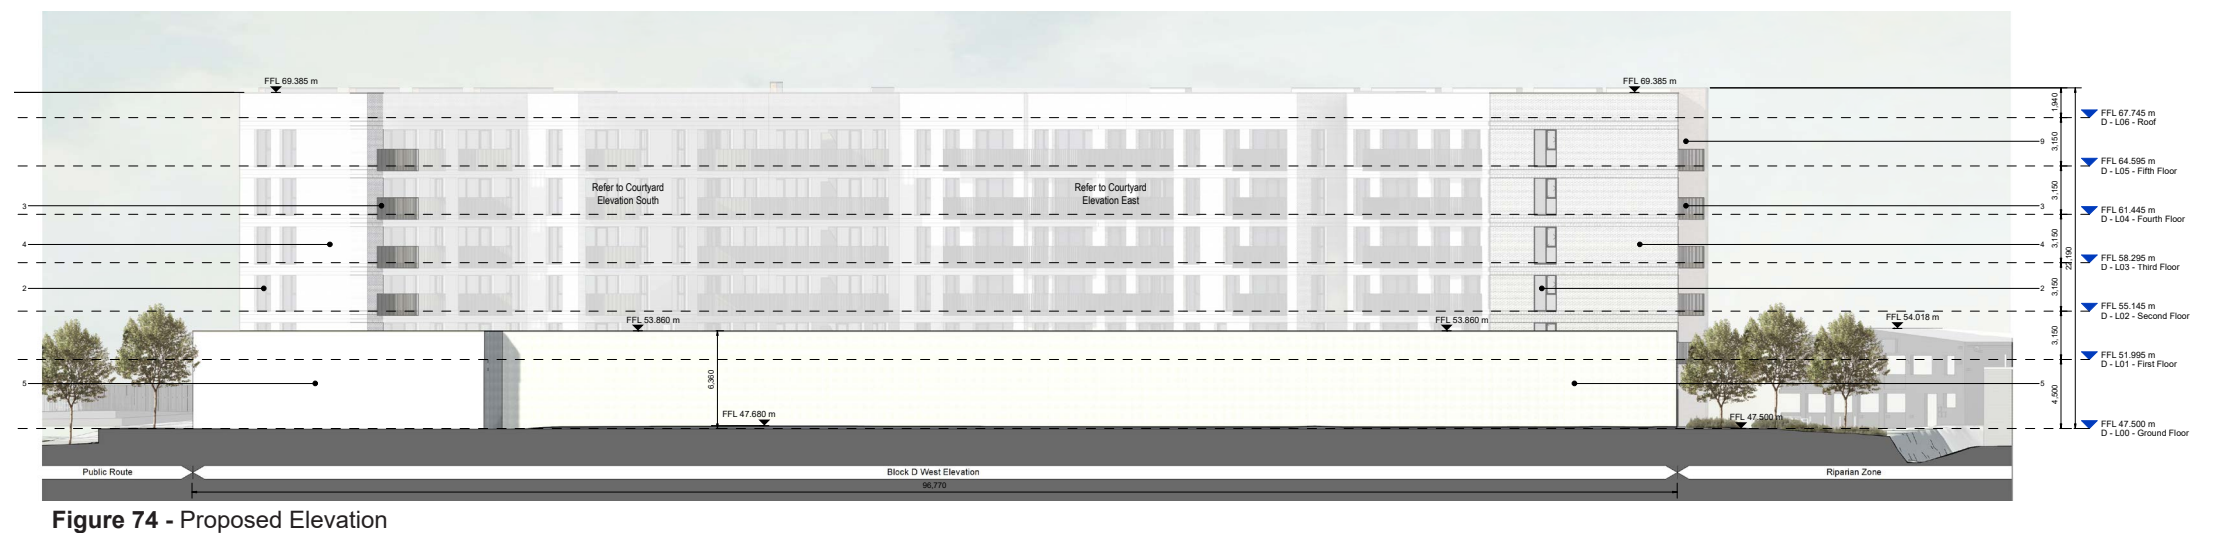 FFL 69.385 m
FFL 69.385 m
1,940
FFL 67.745 m
D - L06 - Roof
9
3,150
FFL 64.595 m
D - L05 - Fifth Floor
Refer to Courtyard
Elevation South
Refer to Courtyard
Elevation East
3
3
3,150
FFL 61.445 m
D - L04 - Fourth Floor
4
4
3,150
22,190
FFL 58.295 m
D - L03 - Third Floor
2
2
3,150
FFL 55.145 m
D - L02 - Second Floor
FFL 53.860 m
FFL 53.860 m
FFL 54.018 m
3,150
FFL 51.995 m
D - L01 - First Floor
5
6,360
5
4,500
FFL 47.680 m
FFL 47.500 m
FFL 47.500 m
D - L00 - Ground Floor
Public Route
Block D West Elevation
Riparian Zone
96,770
Figure 74 - Proposed Elevation